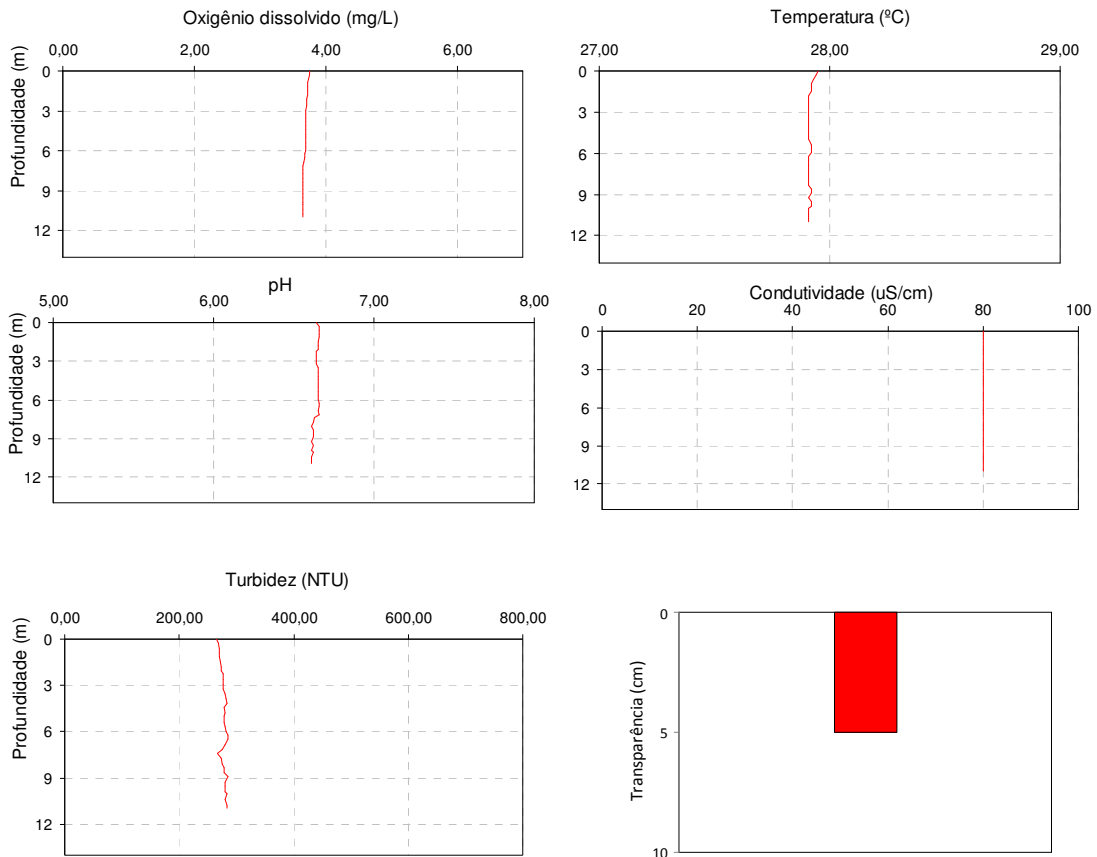 Oxigênio dissolvido (mg/L)
0,00 2,00 4,00 6,00
Profundidade (m)
0
3
6
9
12
Temperatura (ºC)
27,00 28,00 29,00
0
3
6
9
12
pH
5,00 6,00 7,00 8,00
Profundidade (m)
0
3
6
9
12
Condutividade (uS/cm)
0 20 40 60 80 100
0
3
6
9
12
Turbidez (NTU)
0,00 200,00 400,00 600,00 800,00
Profundidade (m)
0
3
6
9
12
Transparência (cm)
0
5
10